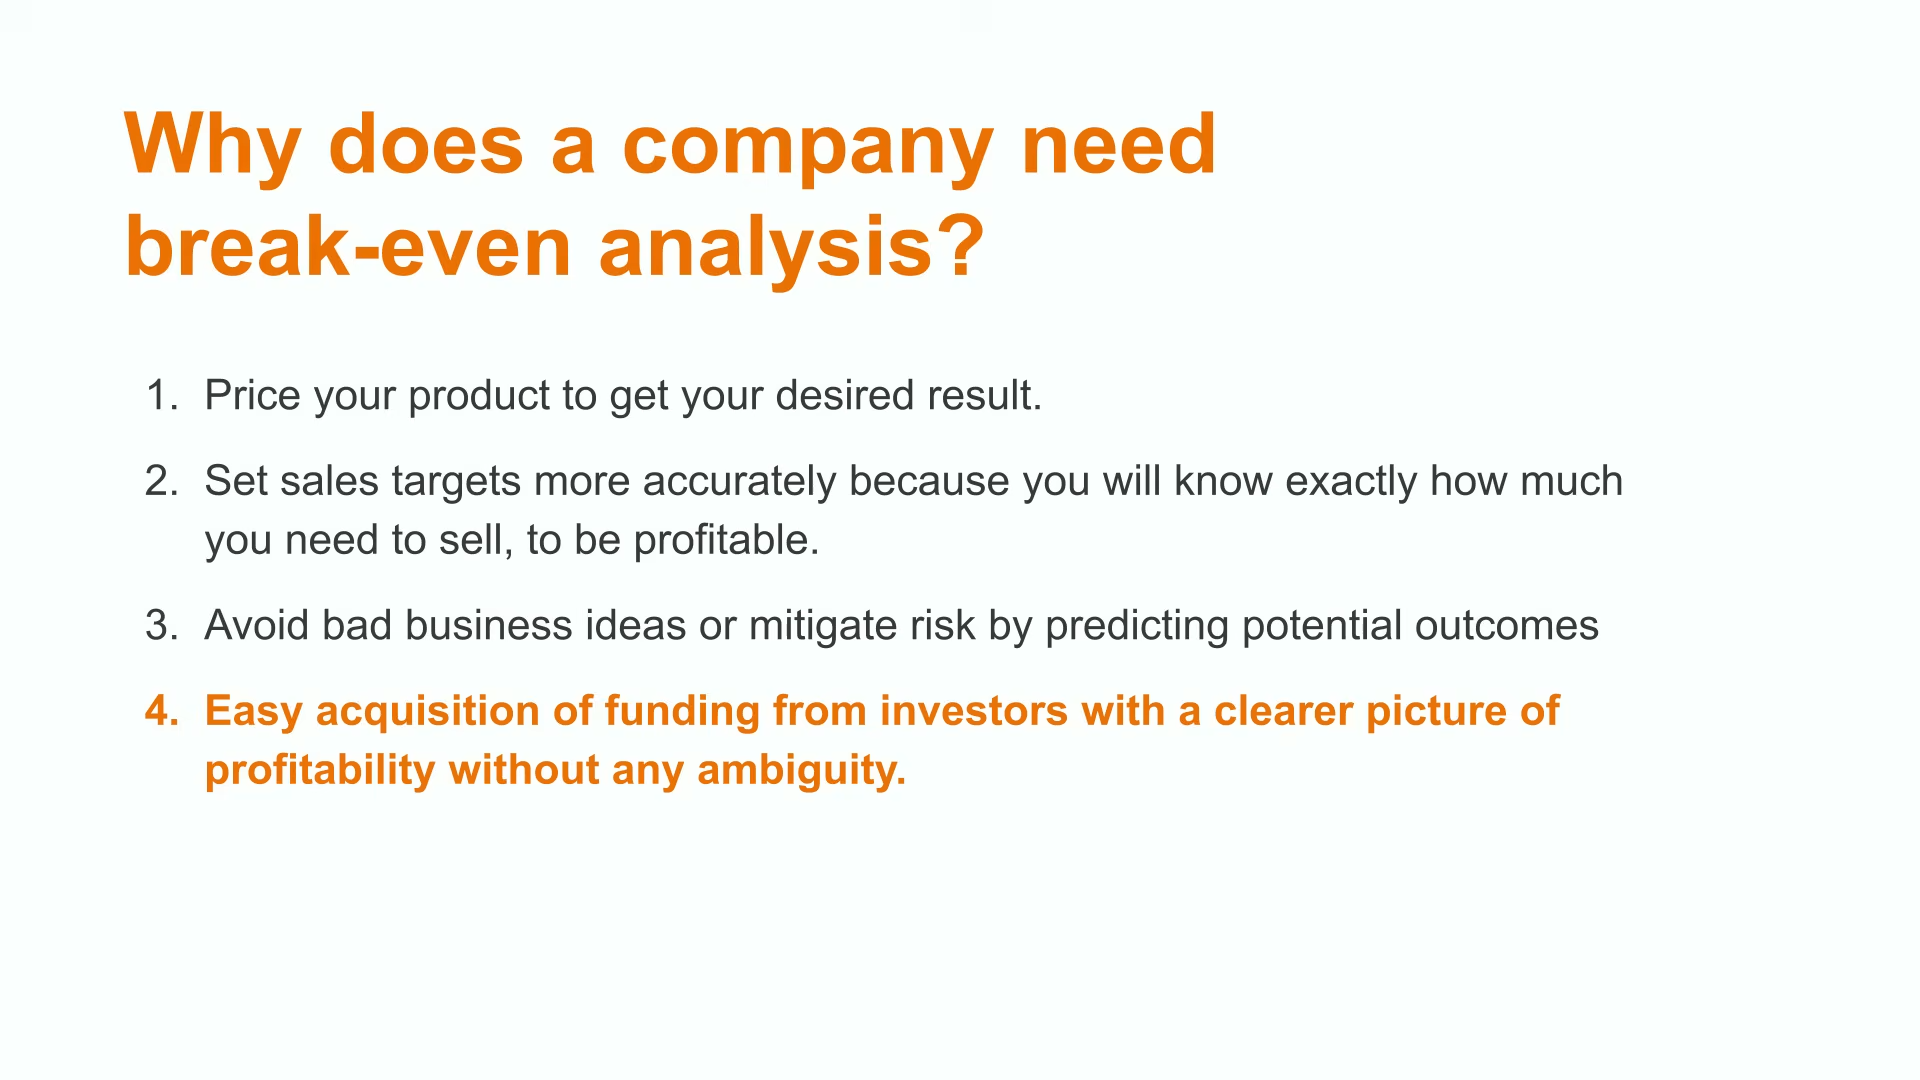 Why does a company need
break-even analysis?
1. Price your product to get your desired result.
2. Set sales targets more accurately because you will know exactly how much
you need to sell, to be profitable.
3. Avoid bad business ideas or mitigate risk by predicting potential outcomes
4. Easy acquisition of funding from investors with a clearer picture of
profitability without any ambiguity.